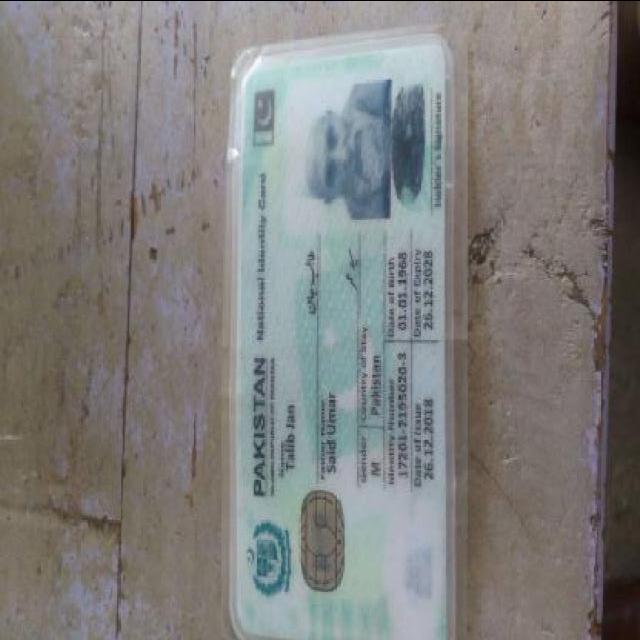 PAKISTAN National Identity Card
Name
Talib Jan
Father Name
Said Umar
Gender Country of Stay
M Pakistan
Identity Number Date of Birth
17201-2195020-3 01.01.1968
Date of Issue Date of Expiry
26.12.2018 26.12.2028
Holder's Signature